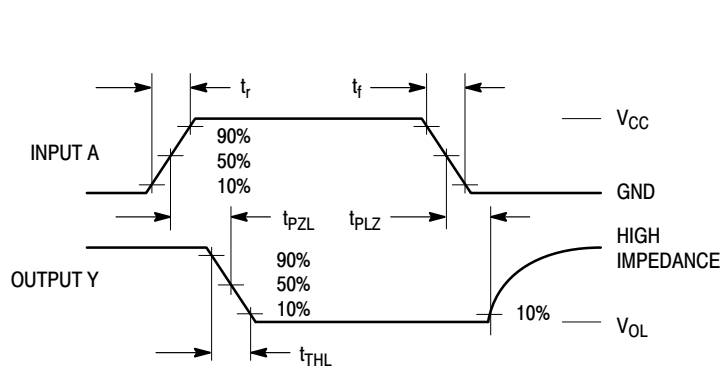 tr
tf
VCC
INPUT A
90%
50%
10%
GND
tPZL
tPLZ
HIGH
IMPEDANCE
OUTPUT Y
90%
50%
10%
10%
VOL
tTHL